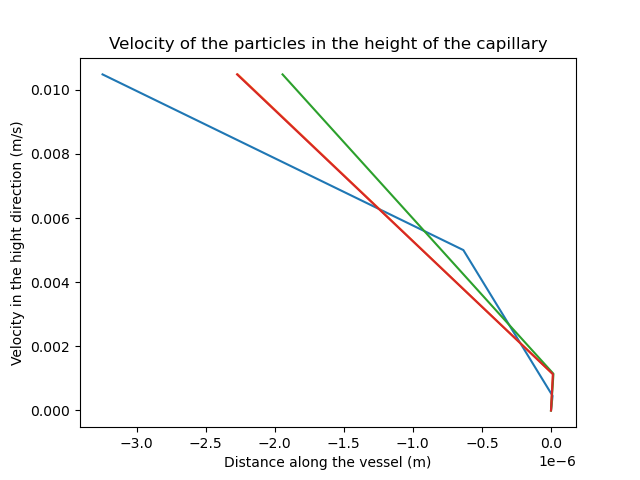 Velocity of the particles in the height of the capillary
0.010
0.008
0.006
0.004
0.002
0.000
Velocity in the hight direction (m/s)
−3.0 −2.5 −2.0 −1.5 −1.0 −0.5 0.0
1e−6
Distance along the vessel (m)